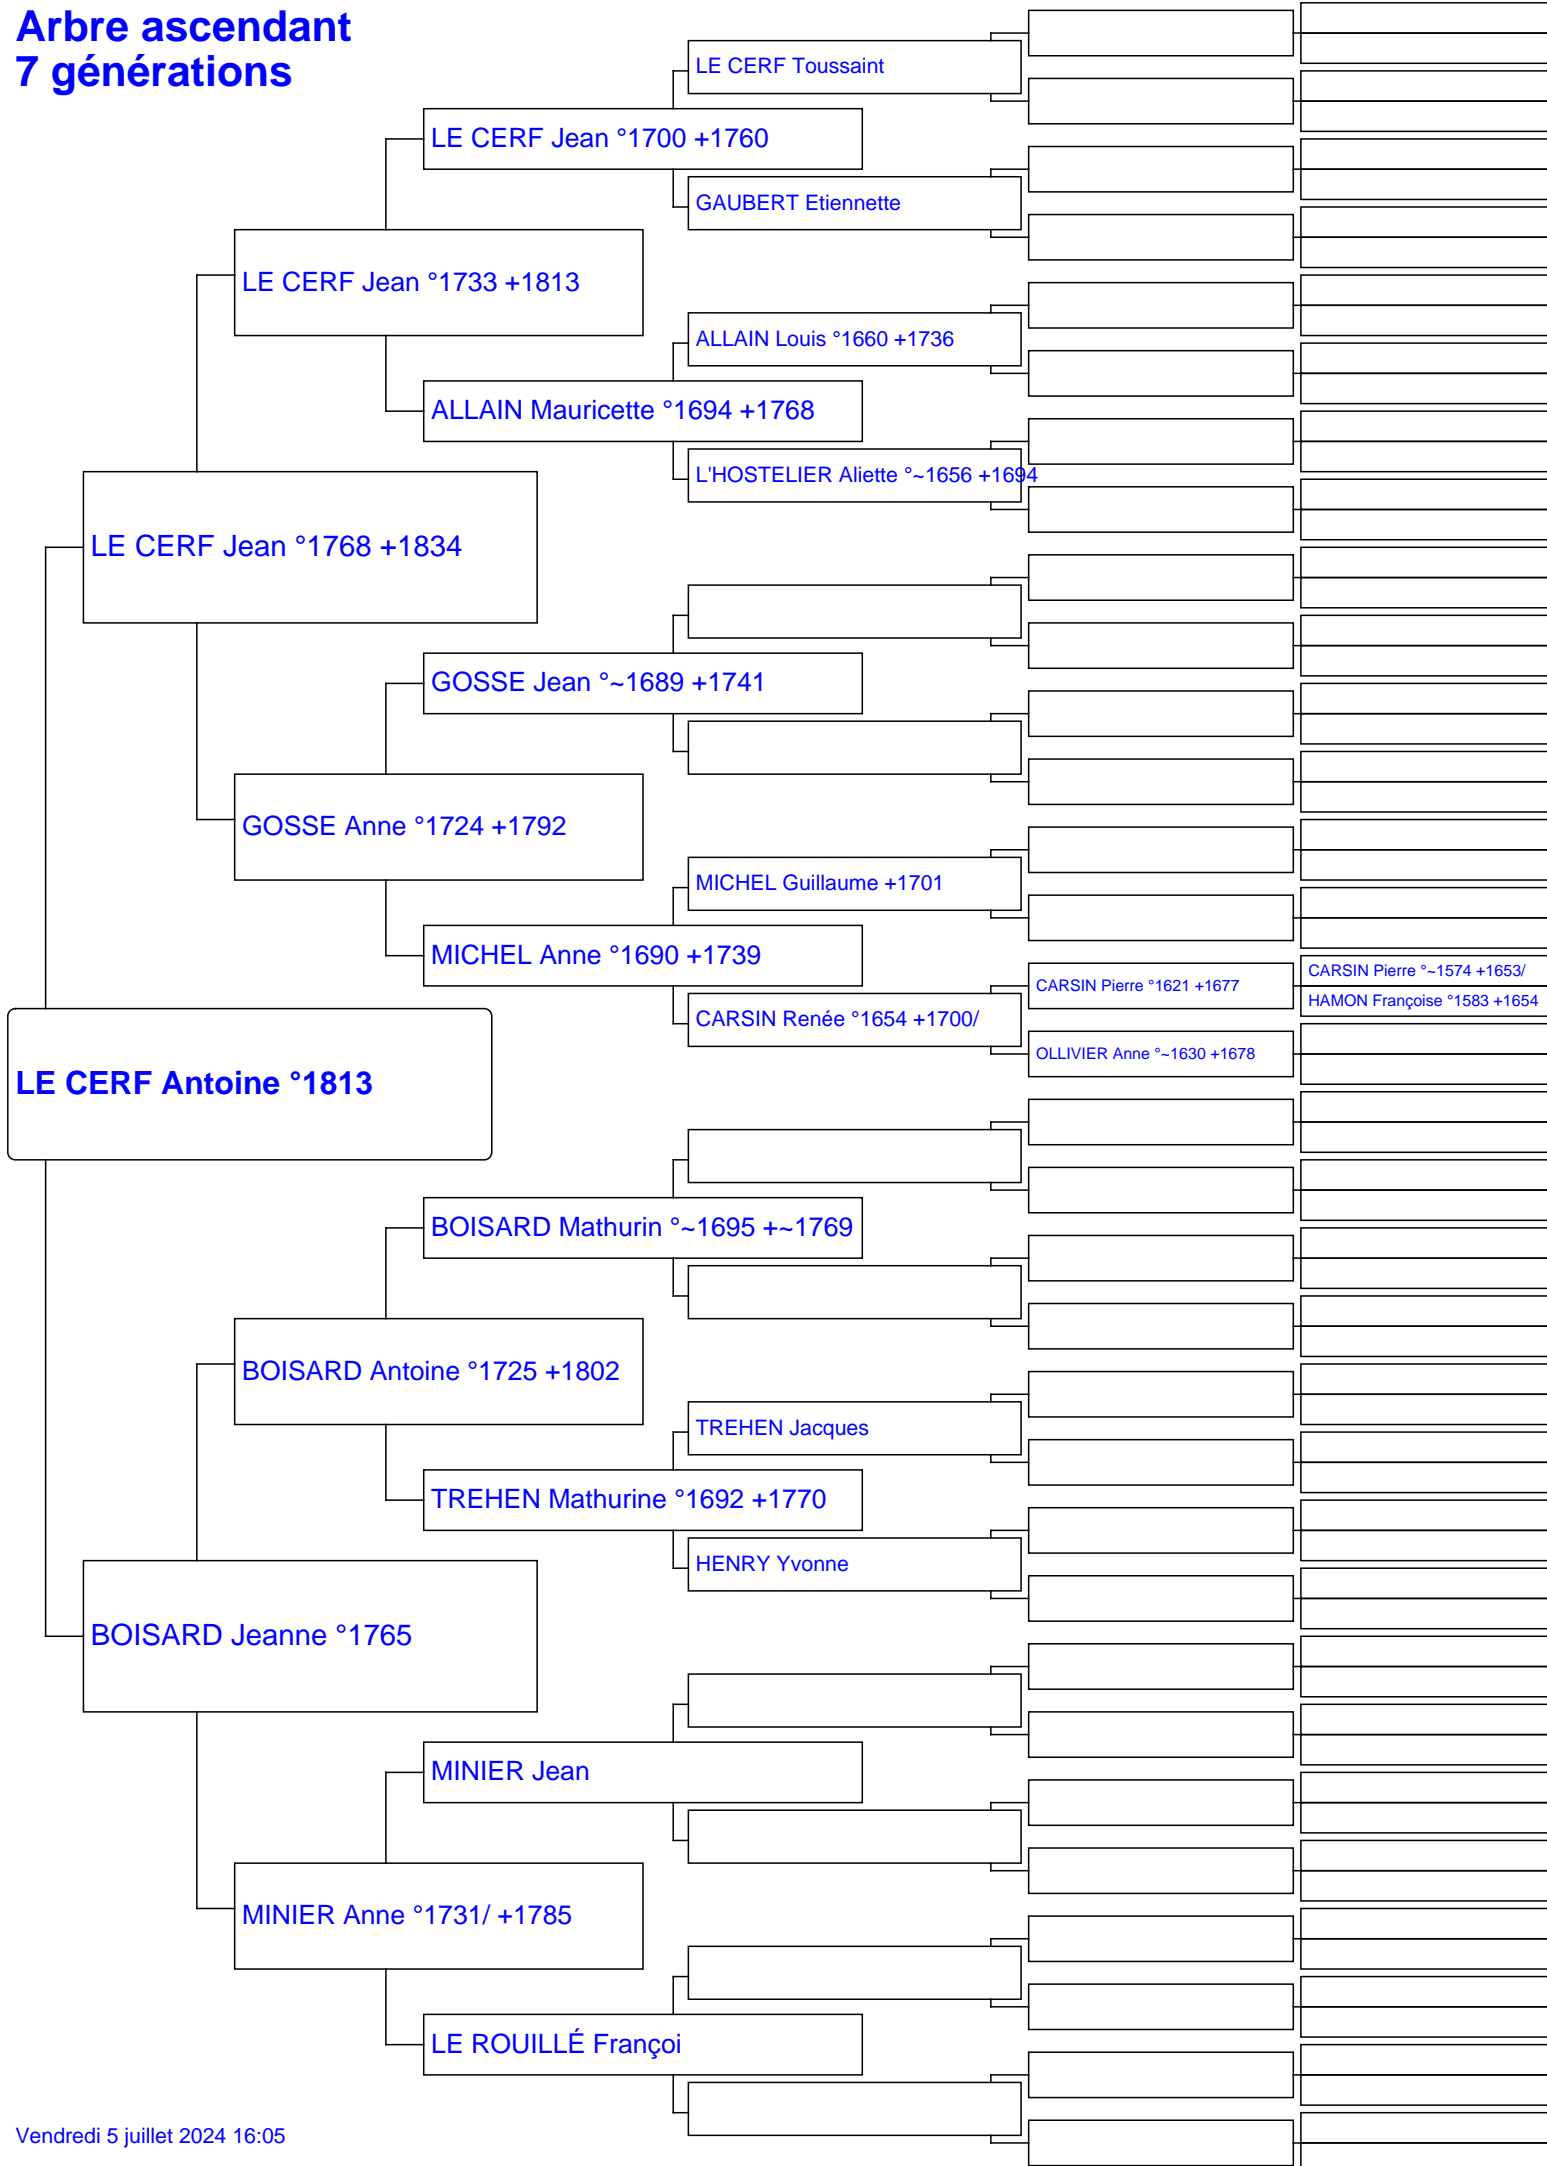 Arbre ascendant
7 générations
LE CERF Toussaint
LE CERF Jean °1700 +1760
GAUBERT Etiennette
LE CERF Jean °1733 +1813
ALLAIN Louis °1660 +1736
ALLAIN Mauricette °1694 +1768
L'HOSTELIER Aliette °~1656 +1694
LE CERF Jean °1768 +1834
GOSSE Jean °~1689 +1741
GOSSE Anne °1724 +1792
MICHEL Guillaume +1701
MICHEL Anne °1690 +1739
CARSIN Pierre °~1574 +1653/
CARSIN Pierre °1621 +1677
HAMON Françoise °1583 +1654
CARSIN Renée °1654 +1700/
OLLIVIER Anne °~1630 +1678
LE CERF Antoine °1813
BOISARD Mathurin °~1695 +~1769
BOISARD Antoine °1725 +1802
TREHEN Jacques
TREHEN Mathurine °1692 +1770
HENRY Yvonne
BOISARD Jeanne °1765
MINIER Jean
MINIER Anne °1731/ +1785
LE ROUILLÉ Françoi
Vendredi 5 juillet 2024 16:05